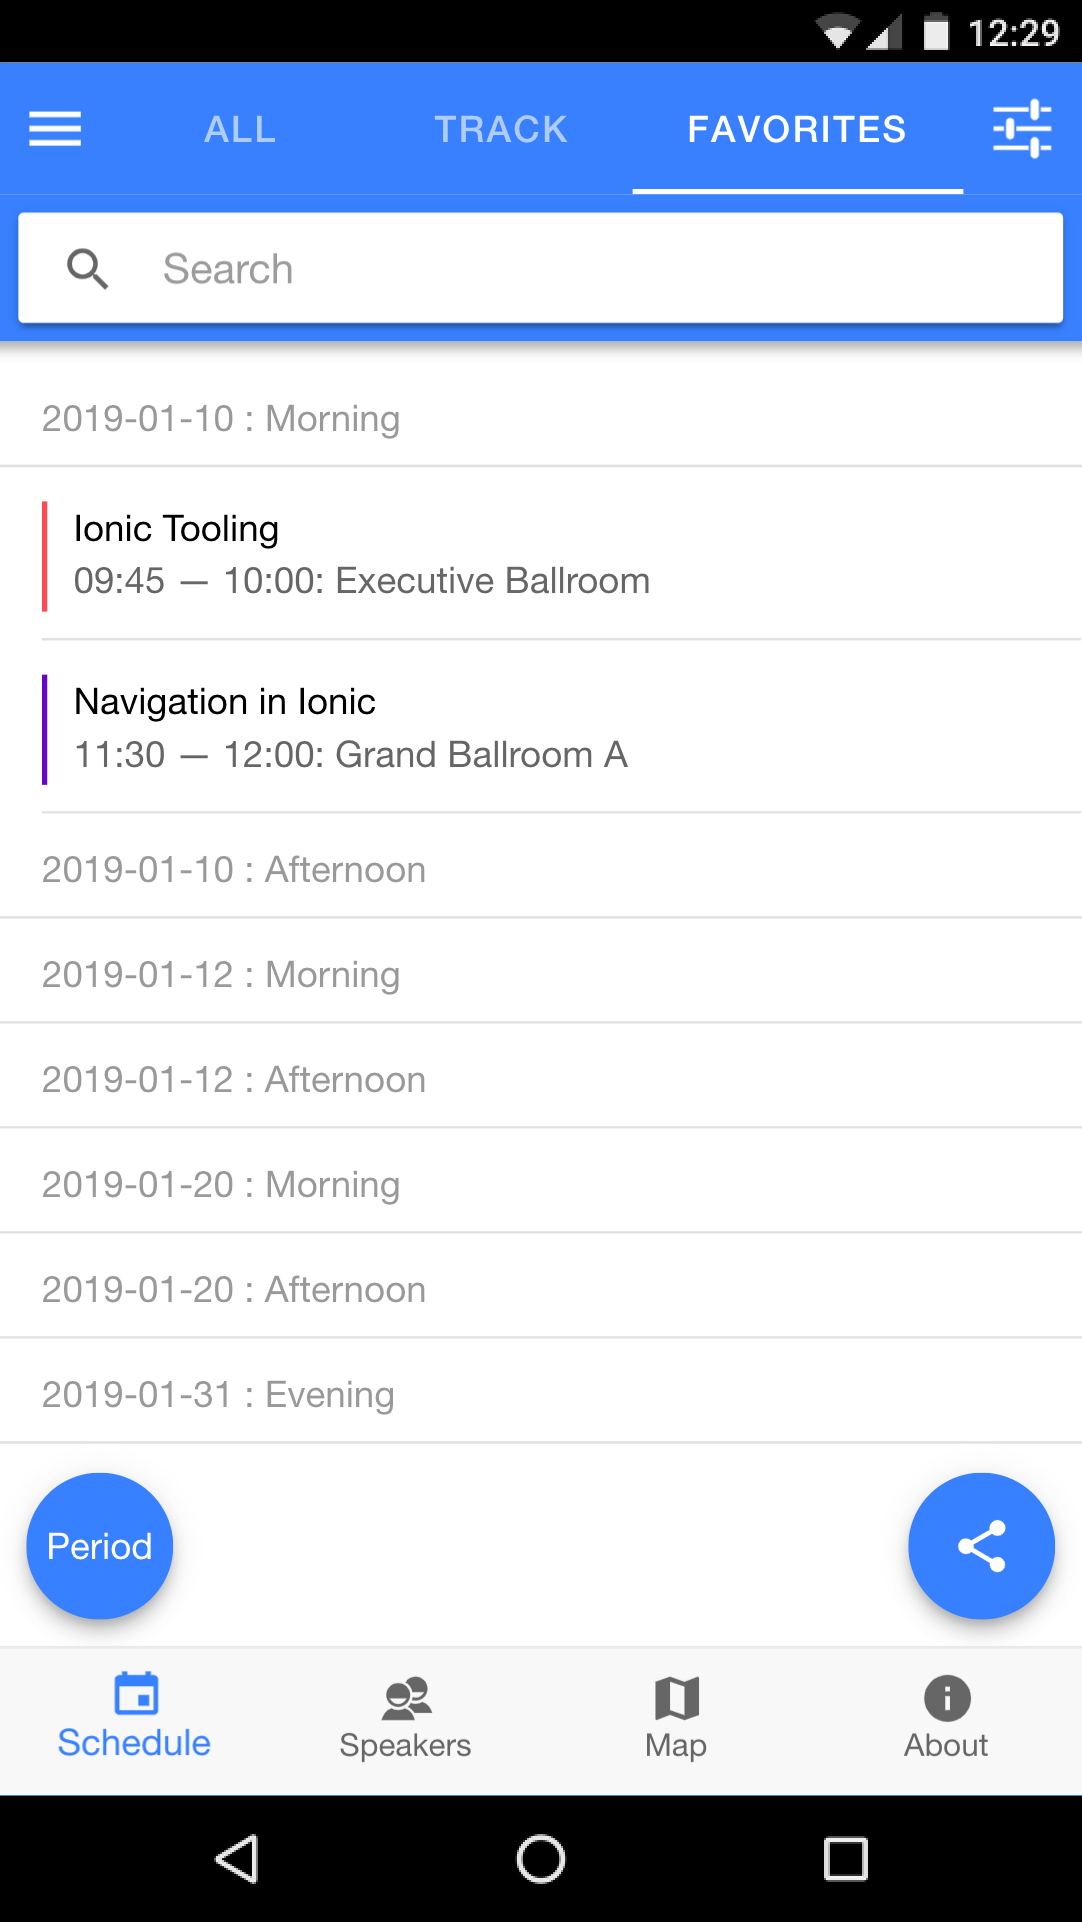 12:29
ALL TRACK FAVORITES
Search
2019-01-10 : Morning
Ionic Tooling
09:45 — 10:00: Executive Ballroom
Navigation in Ionic
11:30 — 12:00: Grand Ballroom A
2019-01-10 : Afternoon
2019-01-12 : Morning
2019-01-12 : Afternoon
2019-01-20 : Morning
2019-01-20 : Afternoon
2019-01-31 : Evening
Period
Schedule Speakers Map About